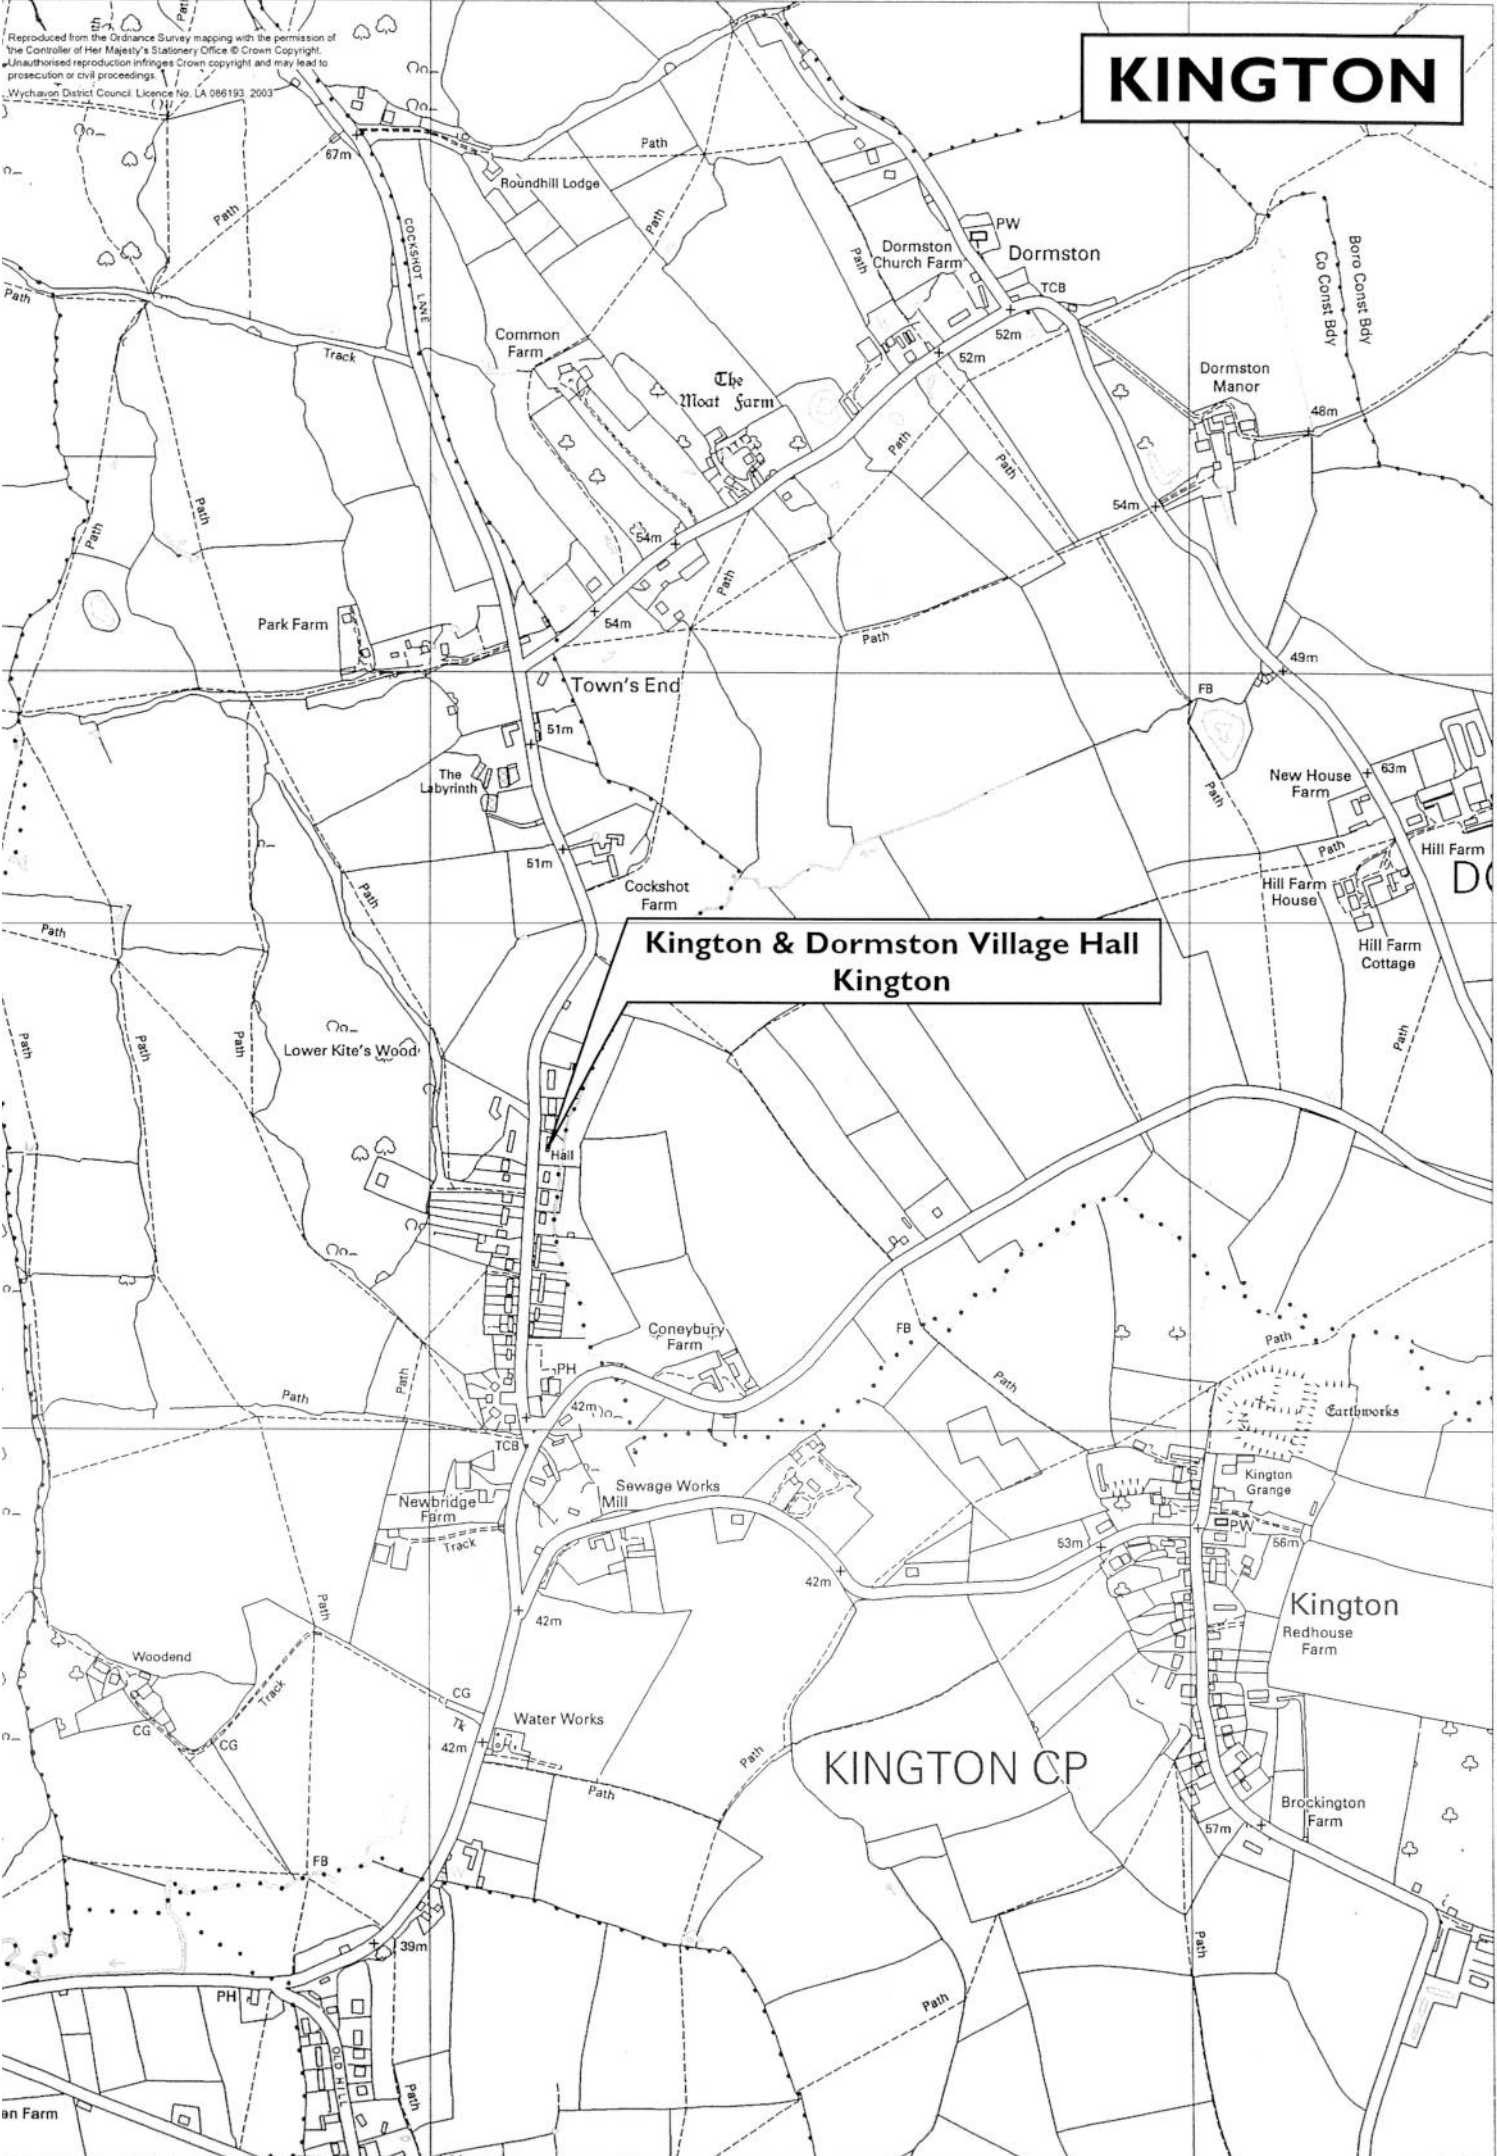 Path
Reproduced from the Ordnance Survey mapping with the permission of
the Controller of Her Majesty's Stationery Office © Crown Copyright.
Unauthorised reproduction infringes Crown copyright and may lead to
prosecution or civil proceedings.
Wychavon District Council. Licence No. LA 086193 2003
KINGTON
67m
Path
Roundhill Lodge
Path
COCKSHOT LANE
Path
PW
Dormston
Church Farm
Dormston
Path
TCB
Boro Const Bdy
Co Const Bdy
Path
Track
Common
Farm
52m
52m
The
Moat Farm
Dormston
Manor
48m
Path
Path
Path
Path
54m
54m
Path
Park Farm
54m
Path
49m
Town's End
FB
51m
The
Labyrinth
New House
Farm
63m
Path
51m
Path
Hill Farm
Path
Cockshot
Farm
Hill Farm
House
Path
Kington & Dormston Village Hall
Kington
Hill Farm
Cottage
Path
Path
Path
Lower Kite's Wood
Path
Hall
Coneybury
Farm
FB
Path
PH
Path
Path
Path
42m
Earthworks
TCB
Sewage Works
Kington
Grange
Newbridge
Farm
Mill
Track
PW
53m
56m
42m
Path
42m
Kington
Redhouse
Farm
Woodend
Track
CG
Tk
Water Works
CG
CG
42m
Path
KINGTON CP
Path
Brockington
Farm
57m
FB
39m
Path
PH
Path
OLD HILL
Path
en Farm